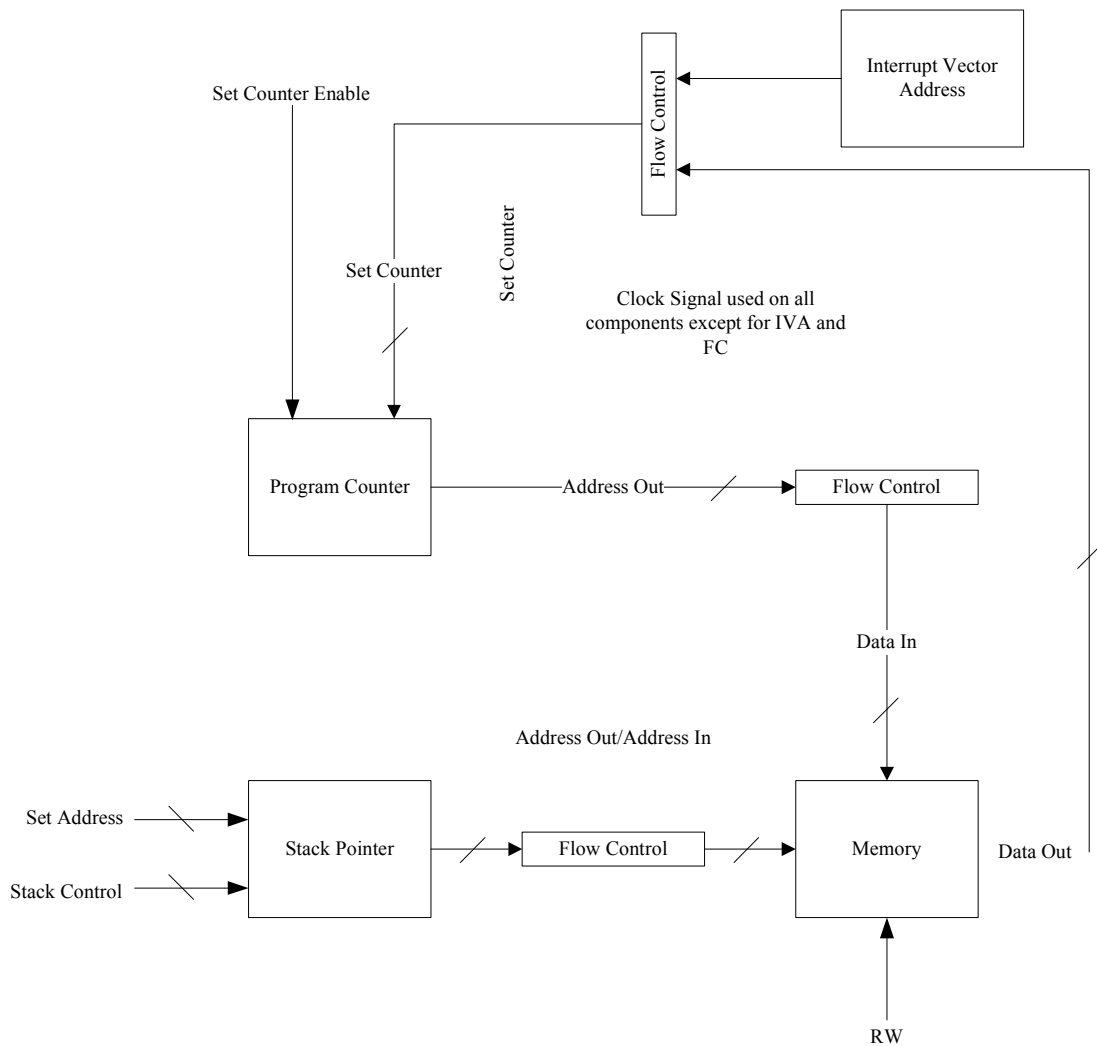 Interrupt Vector
Address
Flow Control
Set Counter Enable
Set Counter
Set Counter
Clock Signal used on all
components except for IVA and
FC
Program Counter
Address Out
Flow Control
Data In
Address Out/Address In
Set Address
Stack Control
Stack Pointer
Flow Control
Memory
Data Out
RW